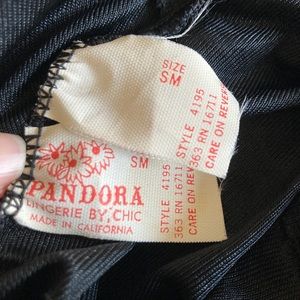 SIZE
SM
STYLE 4195
363 RN 16711
CARE ON REVER
SM
PANDORA
LINGERIE BY CHIC
MADE IN CALIFORNIA
STYLE 4195
363 RN 16711
CARE ON REV